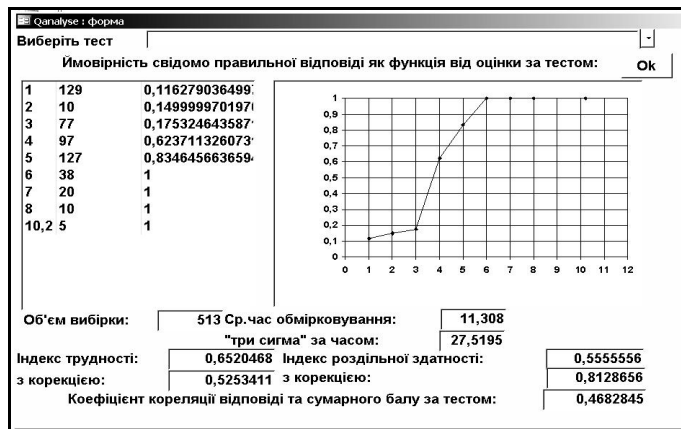 Qanalyse : форма
Виберіть тест
Ймовірність свідомо правильної відповіді як функція від оцінки за тестом:
Ok
1 129 0,116279036499
2 10 0,14999997019
3 77 0,17532464358
4 97 0,62371132607
5 127 0,83464566365
6 38 1
7 20 1
8 10 1
10,2 5 1
1
0,9
0,8
0,7
0,6
0,5
0,4
0,3
0,2
0,1
0
0 1 2 3 4 5 6 7 8 9 10 11 12
Об'єм вибірки: 513 Ср.час обмірковування: 11,308
"три сигма" за часом: 27,5195
Індекс трудності: 0,6520468 Індекс роздільної здатності: 0,5555556
з корекцією: 0,5253411 з корекцією: 0,8128656
Коефіцієнт кореляції відповіді та сумарного балу за тестом: 0,4682845